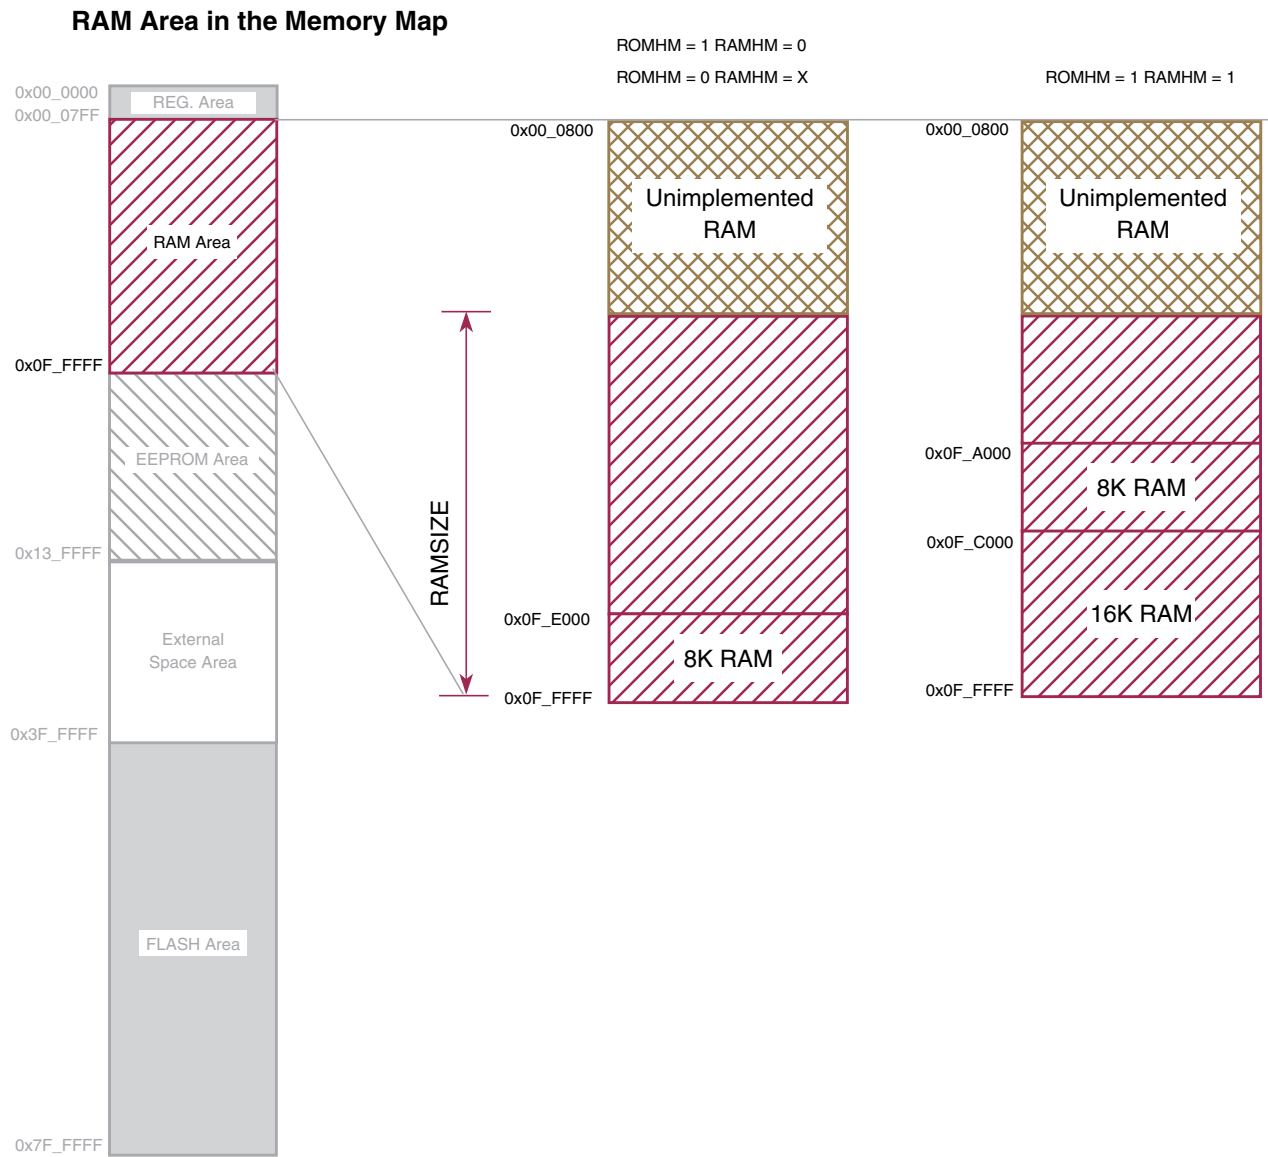 RAM Area in the Memory Map
ROMHM = 1 RAMHM = 0
ROMHM = 0 RAMHM = X
ROMHM = 1 RAMHM = 1
0x00_0000
REG. Area
0x00_07FF
RAM Area
0x0F_FFFF
EEPROM Area
0x13_FFFF
External
Space Area
0x3F_FFFF
FLASH Area
0x7F_FFFF
RAMSIZE
0x00_0800
Unimplemented
RAM
0x0F_E000
8K RAM
0x0F_FFFF
0x00_0800
Unimplemented
RAM
0x0F_A000
8K RAM
0x0F_C000
16K RAM
0x0F_FFFF